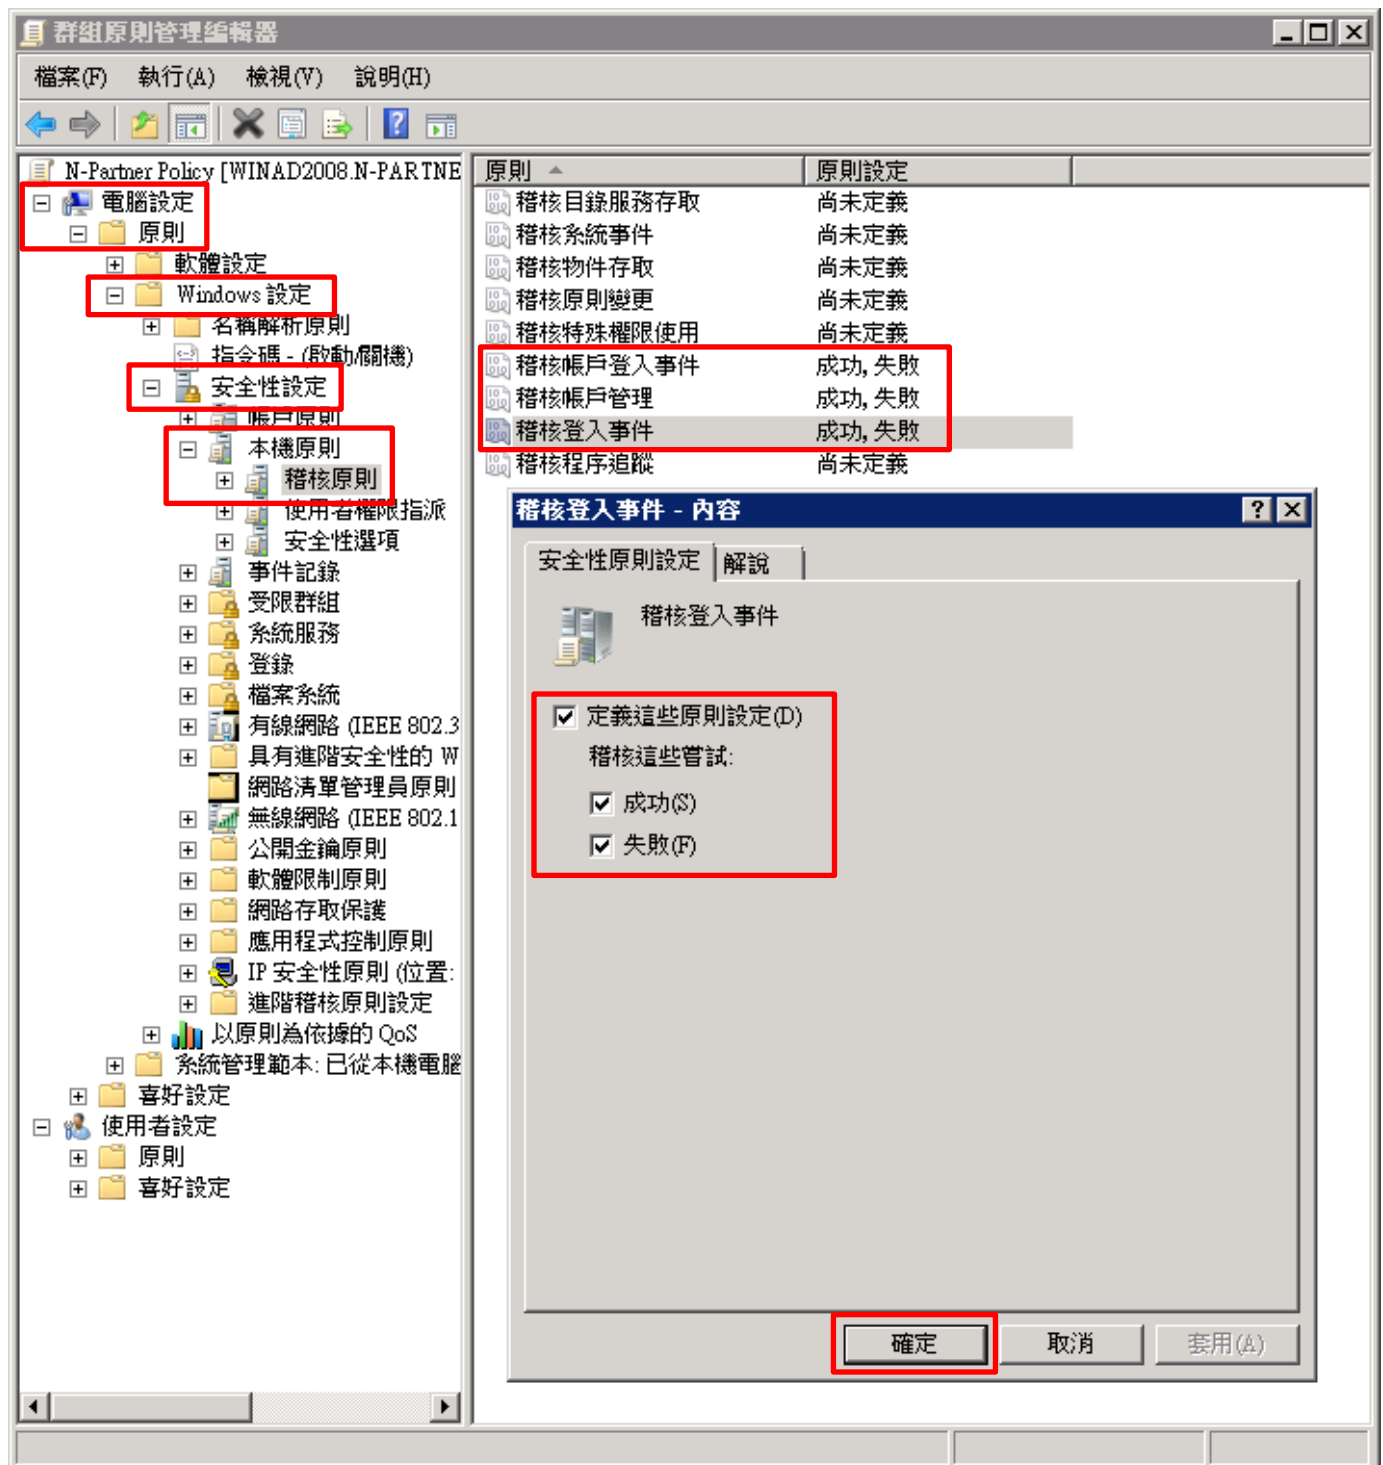 群組原則管理編輯器
檔案(F) 執行(A) 檢視(V) 說明(H)
N-Partner Policy [WINAD2008.N-PARTNE
電腦設定
原則
軟體設定
Windows 設定
名稱解析原則
指令碼 - (啟動/關機)
安全性設定
帳戶原則
本機原則
稽核原則
使用者權限指派
安全性選項
事件記錄
受限群組
系統服務
登錄
檔案系統
有線網路 (IEEE 802.3
具有進階安全性的 W
網路清單管理員原則
無線網路 (IEEE 802.1
公開金鑰原則
軟體限制原則
網路存取保護
應用程式控制原則
IP 安全性原則 (位置:
進階稽核原則設定
以原則為依據的 QoS
系統管理範本: 已從本機電腦
喜好設定
使用者設定
原則
喜好設定
原則 原則設定
稽核目錄服務存取 尚未定義
稽核系統事件 尚未定義
稽核物件存取 尚未定義
稽核原則變更 尚未定義
稽核特殊權限使用 尚未定義
稽核帳戶登入事件 成功, 失敗
稽核帳戶管理 成功, 失敗
稽核登入事件 成功, 失敗
稽核程序追蹤 尚未定義
稽核登入事件 - 內容
安全性原則設定 解說
稽核登入事件
定義這些原則設定(D)
稽核這些嘗試:
成功(S)
失敗(F)
確定 取消 套用(A)